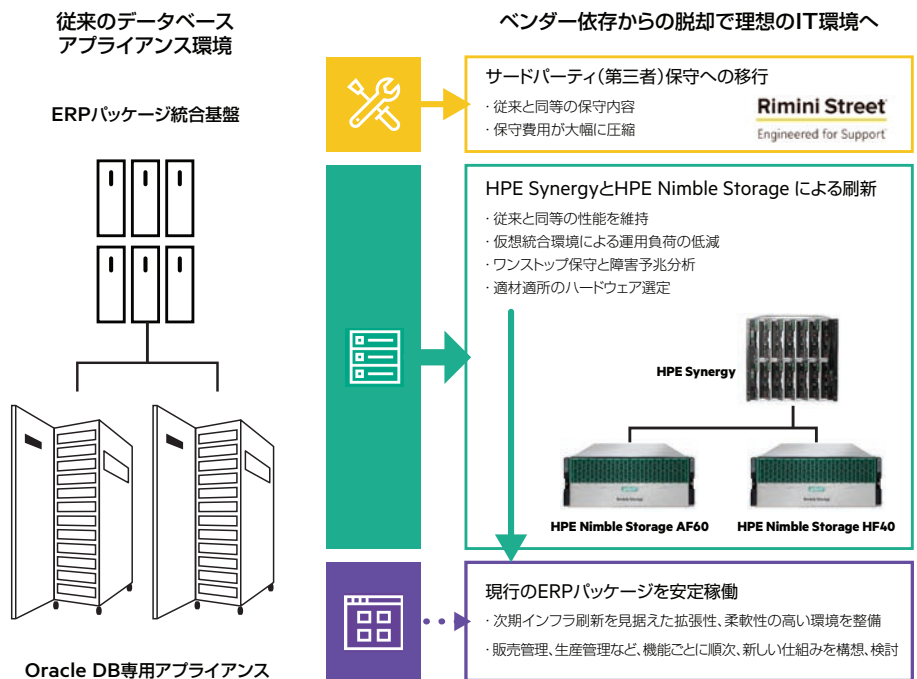 従来のデータベース
アプライアンス環境
ERPパッケージ統合基盤
Oracle DB専用アプライアンス
ベンダー依存からの脱却で理想のIT環境へ
サードパーティ(第三者)保守への移行
・従来と同等の保守内容
・保守費用が大幅に圧縮
Rimini Street
Engineered for Support
HPE SynergyとHPE Nimble Storage による刷新
・従来と同等の性能を維持
・仮想統合環境による運用負荷の低減
・ワンストップ保守と障害予兆分析
・適材適所のハードウェア選定
HPE Synergy
HPE Nimble Storage AF60
HPE Nimble Storage HF40
現行のERPパッケージを安定稼働
・次期インフラ刷新を見据えた拡張性、柔軟性の高い環境を整備
・販売管理、生産管理など、機能ごとに順次、新しい仕組みを構想、検討